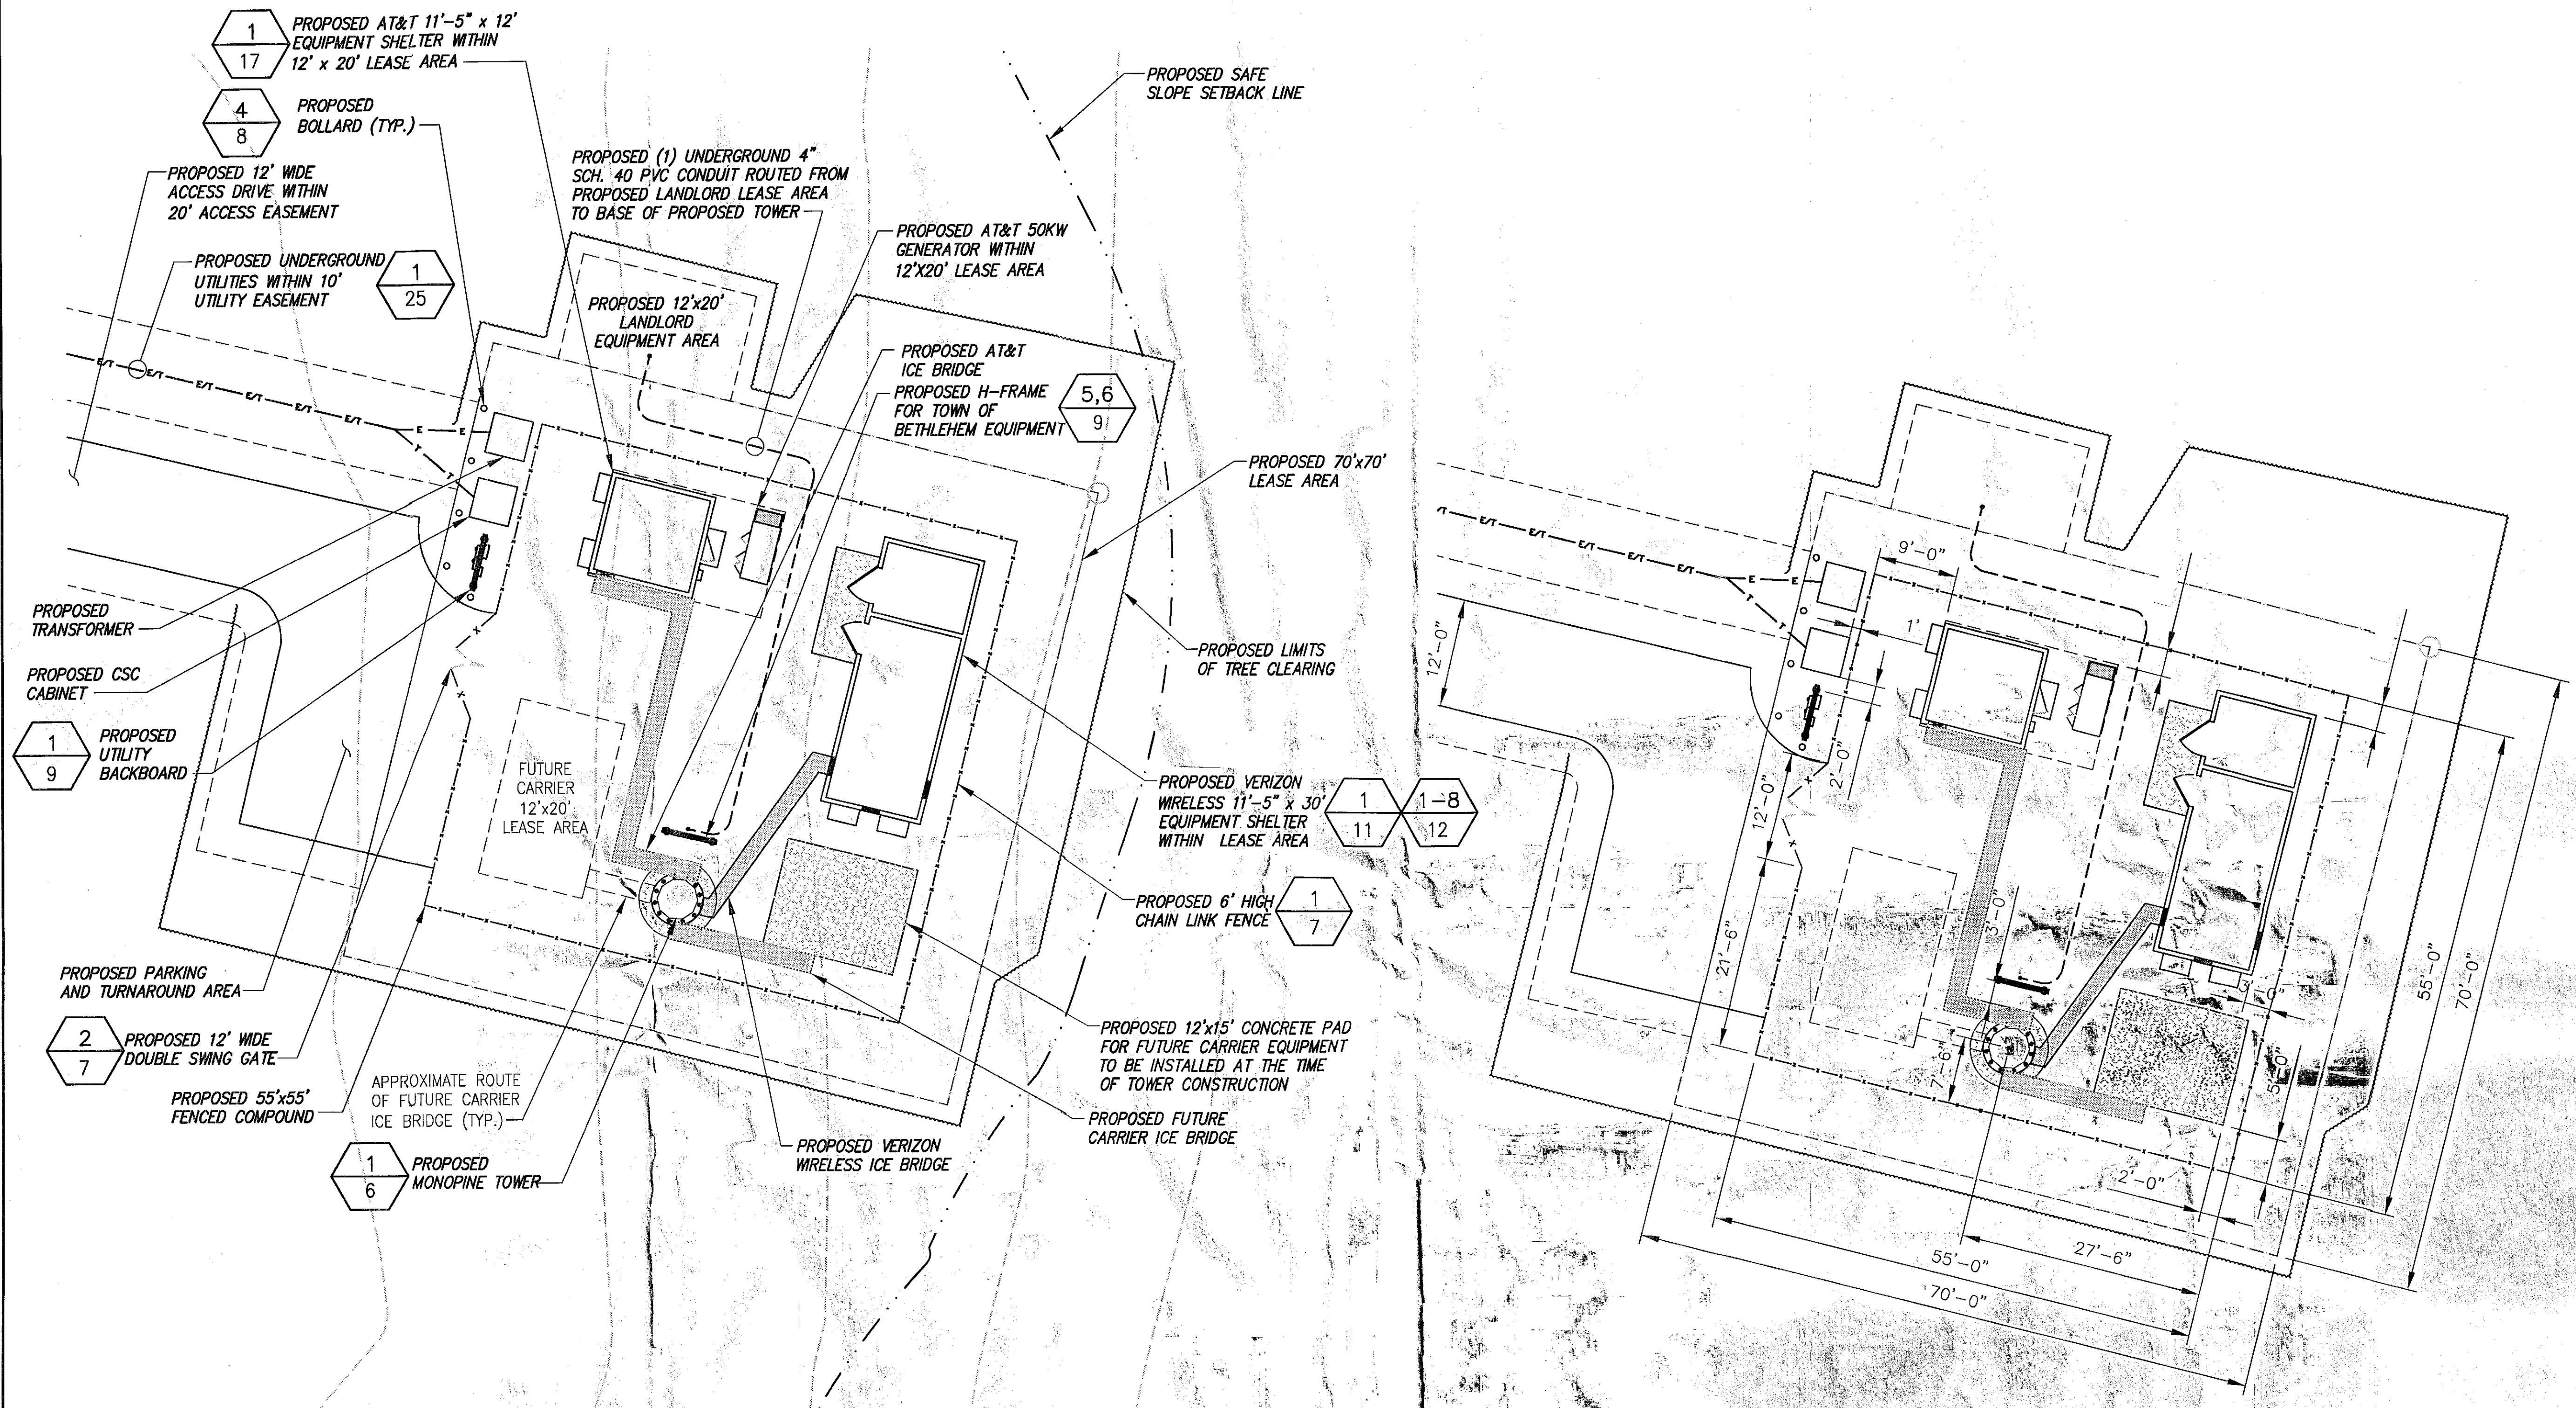 1
17
PROPOSED AT&T 11'-5" x 12'
EQUIPMENT SHELTER WITHIN
12' x 20' LEASE AREA
4
8
PROPOSED
BOLLARD (TYP.)
PROPOSED 12' WIDE
ACCESS DRIVE WITHIN
20' ACCESS EASEMENT
PROPOSED UNDERGROUND
UTILITIES WITHIN 10'
UTILITY EASEMENT
1
25
PROPOSED (1) UNDERGROUND 4"
SCH. 40 PVC CONDUIT ROUTED FROM
PROPOSED LANDLORD LEASE AREA
TO BASE OF PROPOSED TOWER
PROPOSED SAFE
SLOPE SETBACK LINE
PROPOSED AT&T 50KW
GENERATOR WITHIN
12'X20' LEASE AREA
PROPOSED 12'x20'
LANDLORD
EQUIPMENT AREA
PROPOSED AT&T
ICE BRIDGE
PROPOSED H-FRAME
FOR TOWN OF
BETHLEHEM EQUIPMENT
5,6
9
PROPOSED 70'x70'
LEASE AREA
E/T
E/T
E/T
E/T
E/T
E/T
E
E
T
T
PROPOSED
TRANSFORMER
PROPOSED CSC
CABINET
1
9
PROPOSED
UTILITY
BACKBOARD
FUTURE
CARRIER
12'x20'
LEASE AREA
PROPOSED LIMITS
OF TREE CLEARING
PROPOSED VERIZON
WIRELESS 11'-5" x 30'
EQUIPMENT SHELTER
WITHIN LEASE AREA
1
11
1-8
12
PROPOSED 6' HIGH
CHAIN LINK FENCE
1
7
PROPOSED PARKING
AND TURNAROUND AREA
2
7
PROPOSED 12' WIDE
DOUBLE SWING GATE
PROPOSED 55'x55'
FENCED COMPOUND
APPROXIMATE ROUTE
OF FUTURE CARRIER
ICE BRIDGE (TYP.)
1
6
PROPOSED
MONOPINE TOWER
PROPOSED VERIZON
WIRELESS ICE BRIDGE
PROPOSED FUTURE
CARRIER ICE BRIDGE
PROPOSED 12'x15' CONCRETE PAD
FOR FUTURE CARRIER EQUIPMENT
TO BE INSTALLED AT THE TIME
OF TOWER CONSTRUCTION
E/T
E/T
E/T
E/T
E/T
E/T
E
E
T
T
9'-0"
1'
12'-0"
2'-0"
12'-0"
21'-6"
3'-0"
7'-6"
5'-0"
2'-0"
27'-6"
55'-0"
70'-0"
55'-0"
70'-0"